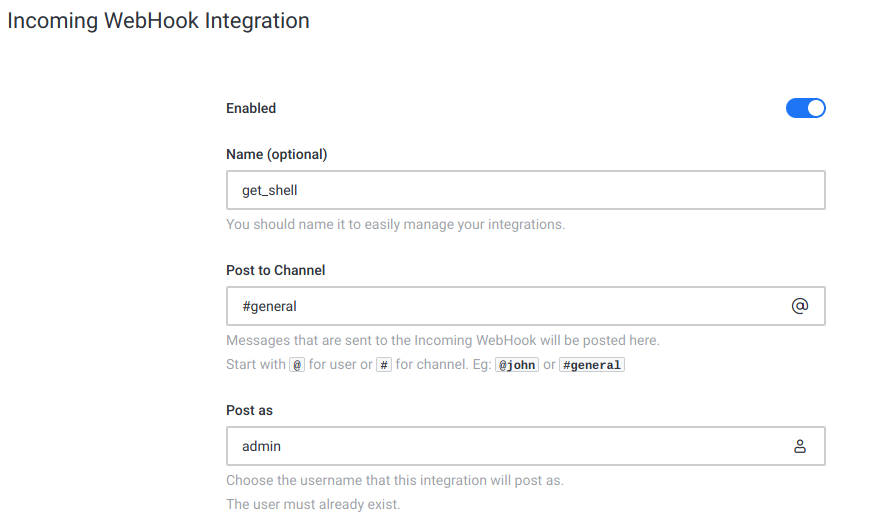 Incoming WebHook Integration
Enabled
Name (optional)
get_shell
You should name it to easily manage your integrations.
Post to Channel
#general
Messages that are sent to the Incoming WebHook will be posted here.
Start with @ for user or # for channel. Eg: @john or #general
Post as
admin
Choose the username that this integration will post as.
The user must already exist.